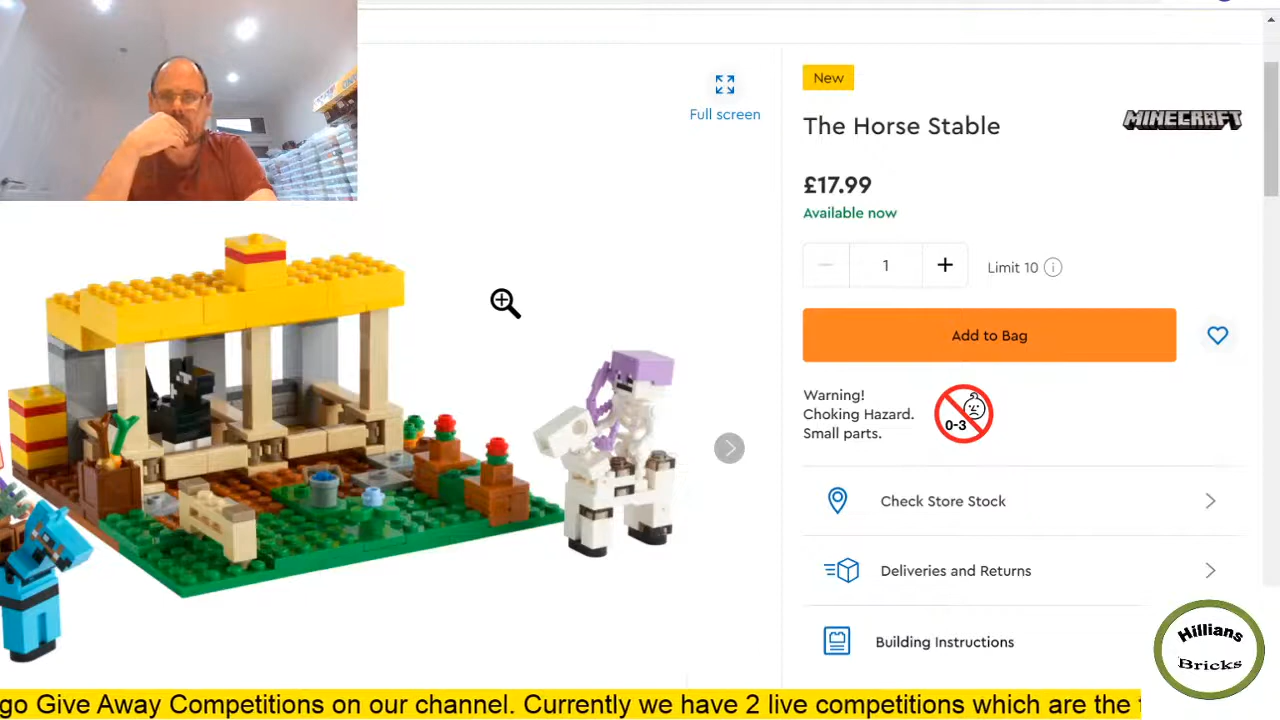 Full screen
New
The Horse Stable
MINECRAFT
£17.99
Available now
1
Limit 10
Add to Bag
Warning!
Choking Hazard.
Small parts.
0-3
Check Store Stock
Deliveries and Returns
Building Instructions
Hillians
Bricks
go Give Away Competitions on our channel. Currently we have 2 live competitions which are the